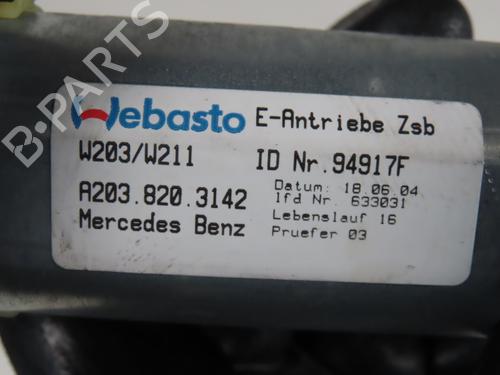 Webasto E-Antriebe Zsb
W203/W211 ID Nr.94917F
A203.820.3142 Datum: 18.06.04
lfd Nr. 633031
Mercedes Benz Lebenslauf 16
Pruefer 03
B-PARTS